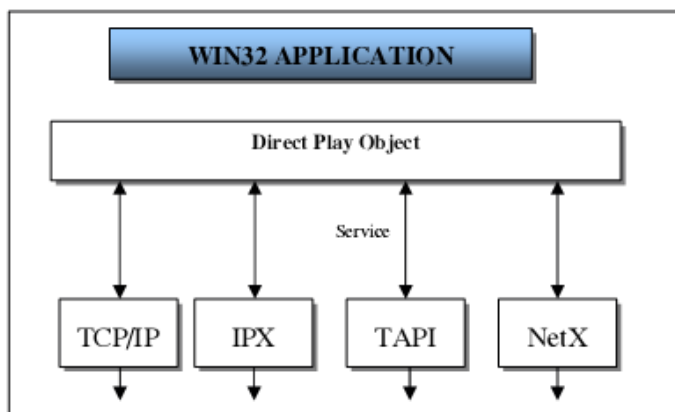 WIN32 APPLICATION
Direct Play Object
Service
TCP/IP
IPX
TAPI
NetX